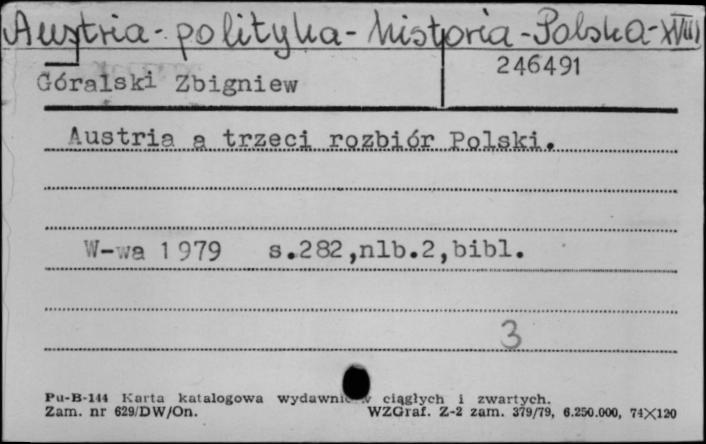 Austria - polityka - historia - Polska - XVIII
Góralski Zbigniew 246491
Austria a trzeci rozbiór Polski.
W-wa 1979 s.282,nlb.2,bibl.
3
Pu-B-144 Karta katalogowa wydawnictw ciągłych i zwartych.
Zam. nr 629/DW/On. WZGraf. Z-2 zam. 379/79, 6.250.000, 74×120